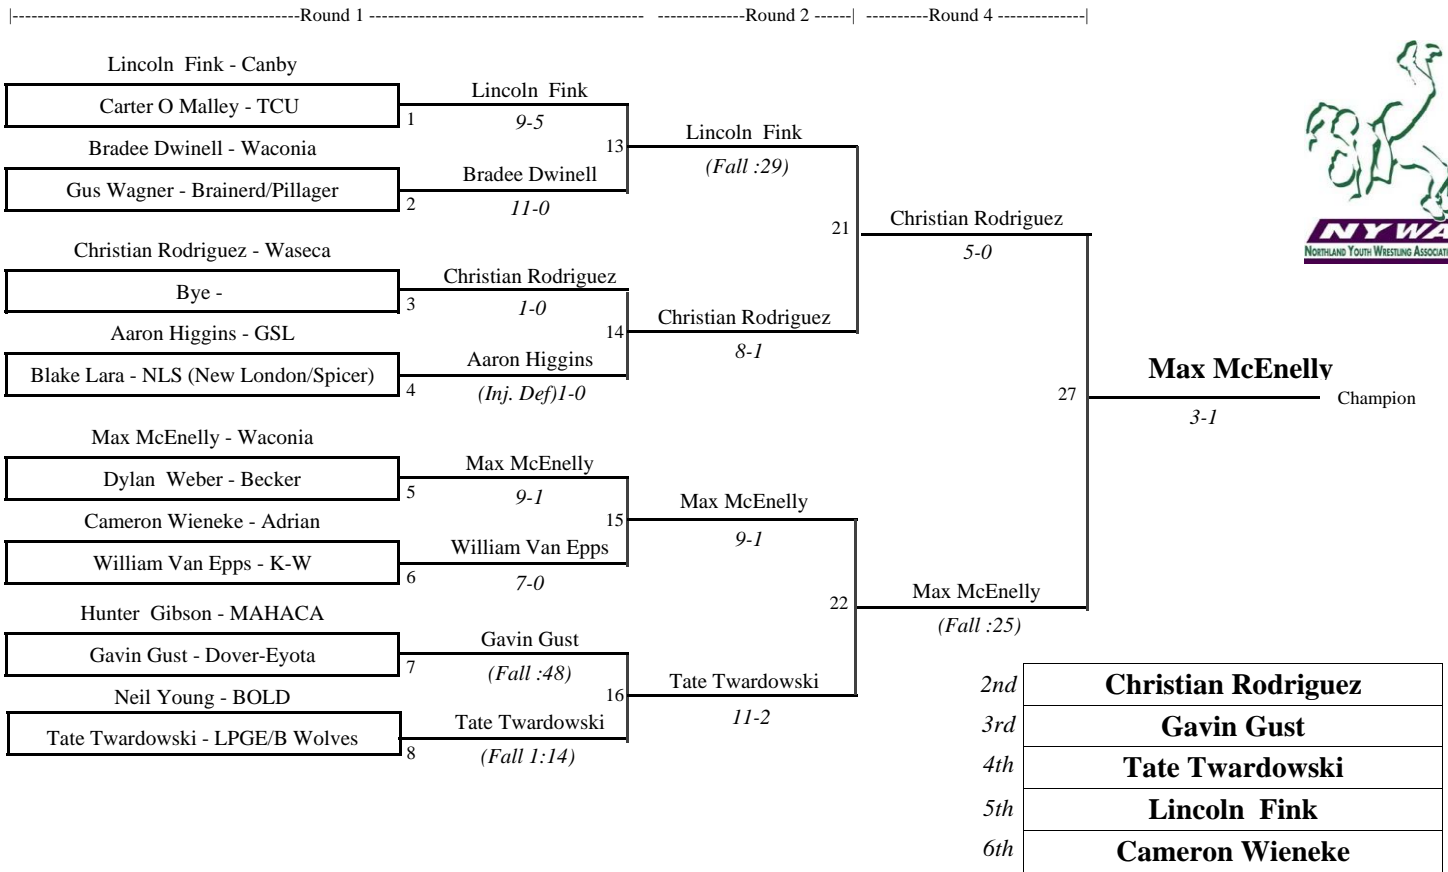 |---Round 1 --- ---Round 2 ---| ---Round 4 ---|
Lincoln Fink - Canby
Carter O Malley - TCU
1
Lincoln Fink
9-5
Bradee Dwinell - Waconia
Gus Wagner - Brainerd/Pillager
2
Bradee Dwinell
11-0
13
Lincoln Fink
(Fall :29)
Christian Rodriguez - Waseca
Bye -
3
Christian Rodriguez
1-0
Aaron Higgins - GSL
Blake Lara - NLS (New London/Spicer)
4
Aaron Higgins
(Inj. Def)1-0
14
Christian Rodriguez
8-1
21
Christian Rodriguez
5-0
Max McEnelly - Waconia
Dylan Weber - Becker
5
Max McEnelly
9-1
Cameron Wieneke - Adrian
William Van Epps - K-W
6
William Van Epps
7-0
15
Max McEnelly
9-1
Hunter Gibson - MAHACA
Gavin Gust - Dover-Eyota
7
Gavin Gust
(Fall :48)
Neil Young - BOLD
Tate Twardowski - LPGE/B Wolves
8
Tate Twardowski
(Fall 1:14)
16
Tate Twardowski
11-2
22
Max McEnelly
(Fall :25)
27
Max McEnelly
Champion
3-1
NYWA
NORTHLAND YOUTH WRESTLING
2nd Christian Rodriguez
3rd Gavin Gust
4th Tate Twardowski
5th Lincoln Fink
6th Cameron Wieneke